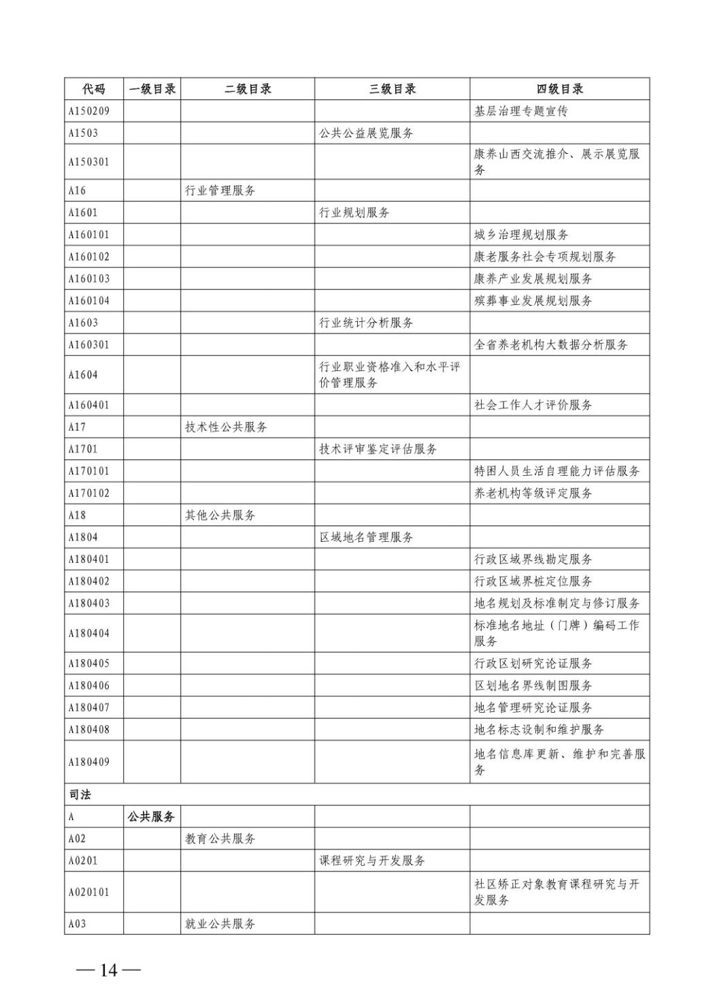 代码 一级目录 二级目录 三级目录 四级目录
A150209 基层治理专题宣传
A1503 公共公益展览服务
A150301 康养山西交流推介、展示展览服
务
A16 行业管理服务
A1601 行业规划服务
A160101 城乡治理规划服务
A160102 康老服务社会专项规划服务
A160103 康养产业发展规划服务
A160104 殡葬事业发展规划服务
A1603 行业统计分析服务
A160301 全省养老机构大数据分析服务
A1604 行业职业资格准入和水平评
价管理服务
A160401 社会工作人才评价服务
A17 技术性公共服务
A1701 技术评审鉴定评估服务
A170101 特困人员生活自理能力评估服务
A170102 养老机构等级评定服务
A18 其他公共服务
A1804 区域地名管理服务
A180401 行政区域界线勘定服务
A180402 行政区域界桩定位服务
A180403 地名规划及标准制定与修订服务
A180404 标准地名地址（门牌）编码工作
服务
A180405 行政区划研究论证服务
A180406 区划地名界线制图服务
A180407 地名管理研究论证服务
A180408 地名标志设制和维护服务
A180409 地名信息库更新、维护和完善服
务
司法
A 公共服务
A02 教育公共服务
A0201 课程研究与开发服务
A020101 社区矫正对象教育课程研究与开
发服务
A03 就业公共服务
— 14 —